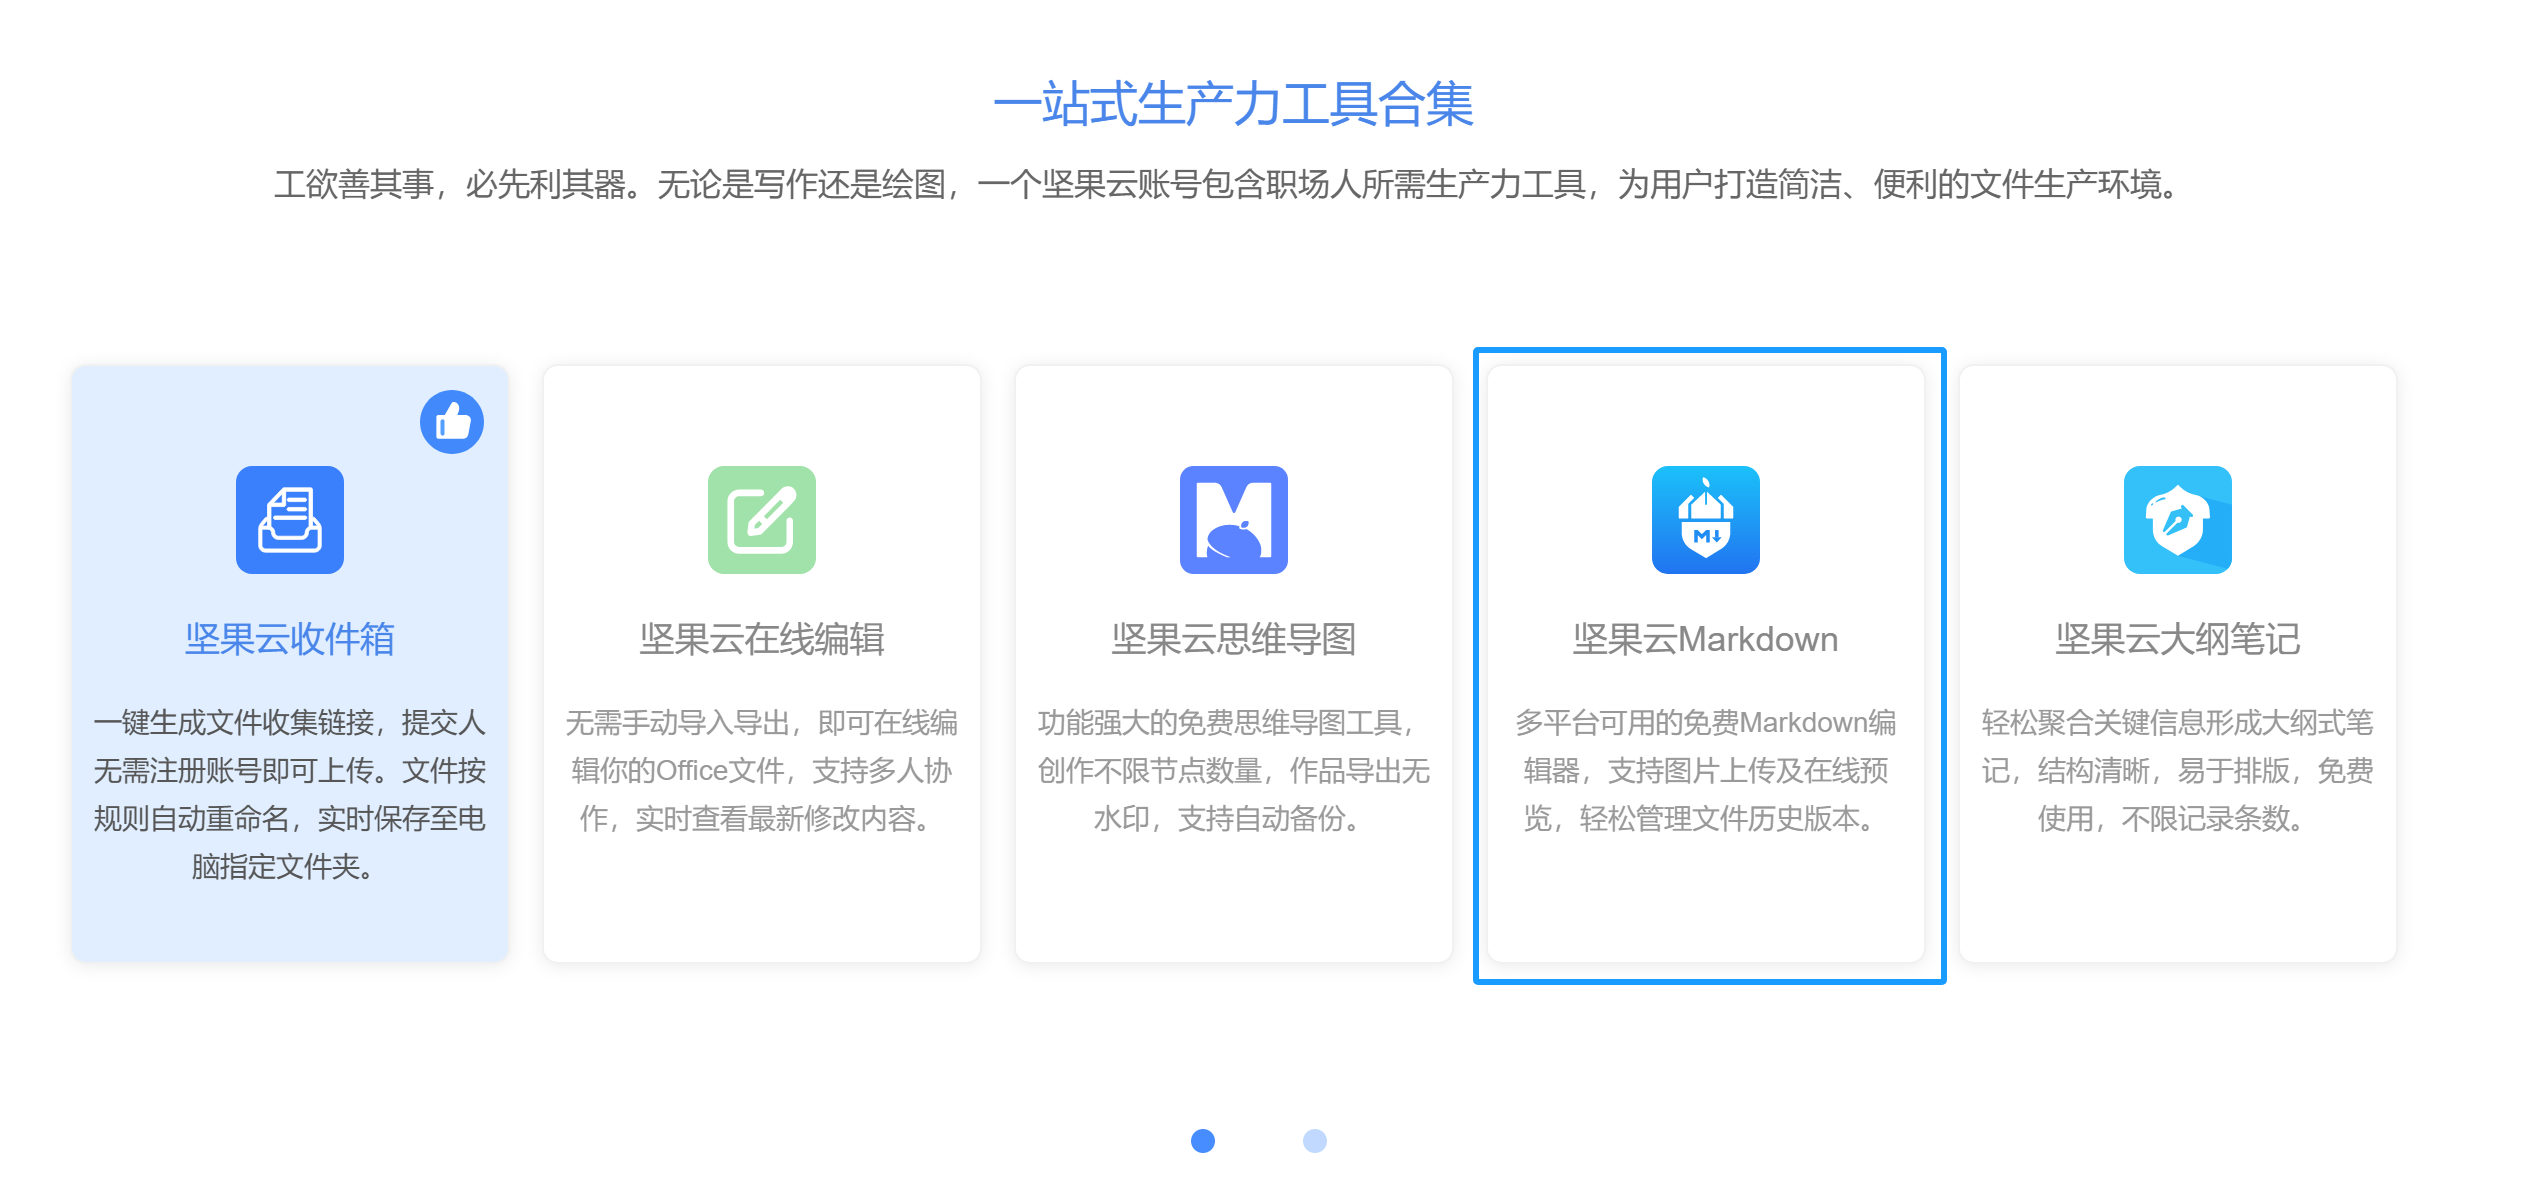 一站式生产力工具合集
工欲善其事，必先利其器。无论是写作还是绘图，一个坚果云账号包含职场人所需生产力工具，为用户打造简洁、便利的文件生产环境。
坚果云收件箱
一键生成文件收集链接，提交人
无需注册账号即可上传。文件按
规则自动重命名，实时保存至电
脑指定文件夹。
坚果云在线编辑
无需手动导入导出，即可在线编
辑你的Office文件，支持多人协
作，实时查看最新修改内容。
坚果云思维导图
功能强大的免费思维导图工具，
创作不限节点数量，作品导出无
水印，支持自动备份。
M↓
坚果云Markdown
多平台可用的免费Markdown编
辑器，支持图片上传及在线预
览，轻松管理文件历史版本。
坚果云大纲笔记
轻松聚合关键信息形成大纲式笔
记，结构清晰，易于排版，免费
使用，不限记录条数。